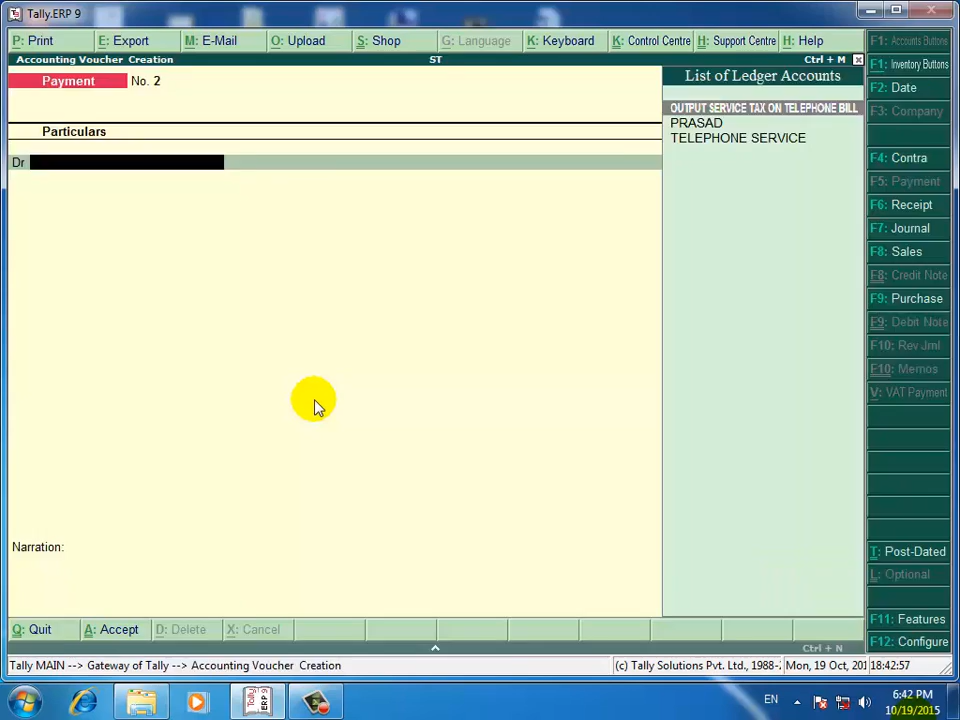 Tally.ERP 9
P: Print
E: Export
M: E-Mail
O: Upload
S: Shop
G: Language
K: Keyboard
K: Control Centre
H: Support Centre
H: Help
F1: Accounts Buttons
Accounting Voucher Creation
ST
Ctrl + M
F1: Inventory Buttons
Payment
No. 2
List of Ledger Accounts
F2: Date
F3: Company
OUTPUT SERVICE TAX ON TELEPHONE BILL
PRASAD
TELEPHONE SERVICE
Particulars
Dr
F4: Contra
F5: Payment
F6: Receipt
F7: Journal
F8: Sales
F8: Credit Note
F9: Purchase
F9: Debit Note
F10: Rev Jrnl
F10: Memos
V: VAT Payment
Narration:
T: Post-Dated
L: Optional
F11: Features
F12: Configure
Q: Quit
A: Accept
D: Delete
X: Cancel
Ctrl + N
Tally MAIN --> Gateway of Tally --> Accounting Voucher Creation
(c) Tally Solutions Pvt. Ltd., 1988-
Mon, 19 Oct, 201
18:42:57
Tally
ERP 9
EN
6:42 PM
10/19/2015